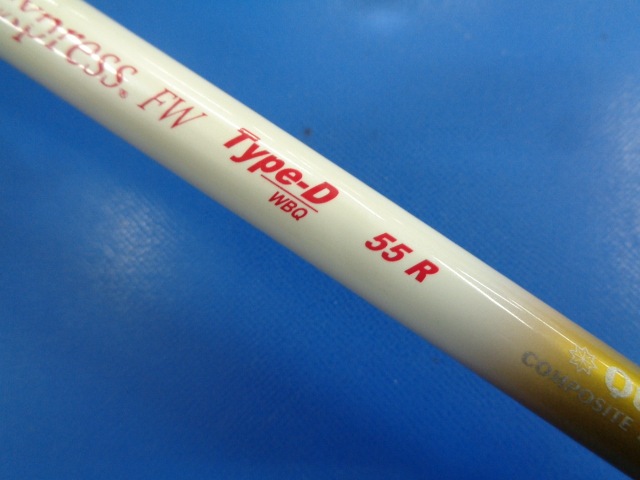 xpress® FW
Type-D
WBQ
55 R
COMPOSITE